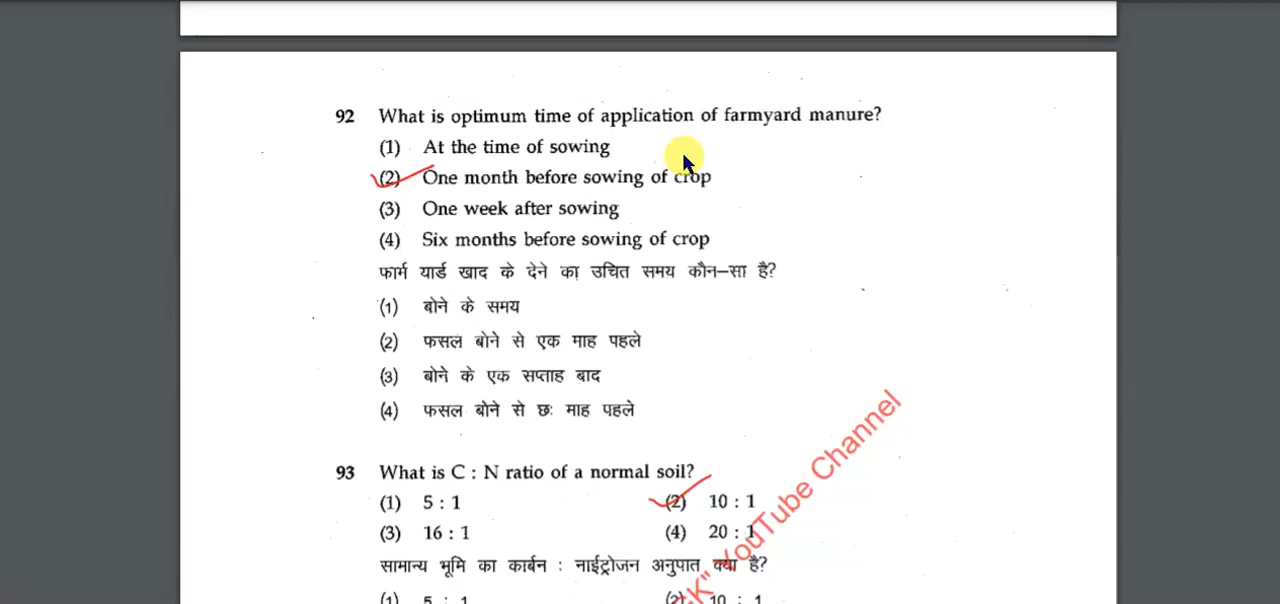 92 What is optimum time of application of farmyard manure?
(1) At the time of sowing
(2) One month before sowing of crop
(3) One week after sowing
(4) Six months before sowing of crop
फार्म यार्ड खाद के देने का उचित समय कौन-सा है?
(1) बोने के समय
(2) फसल बोने से एक माह पहले
(3) बोने के एक सप्ताह बाद
(4) फसल बोने से छः माह पहले
93 What is C : N ratio of a normal soil?
(1) 5 : 1 (2) 10 : 1
(3) 16 : 1 (4) 20 : 1
सामान्य भूमि का कार्बन : नाईट्रोजन अनुपात क्या है?
(1) 5 : 1 (2) 10 : 1
GK" YouTube Channel